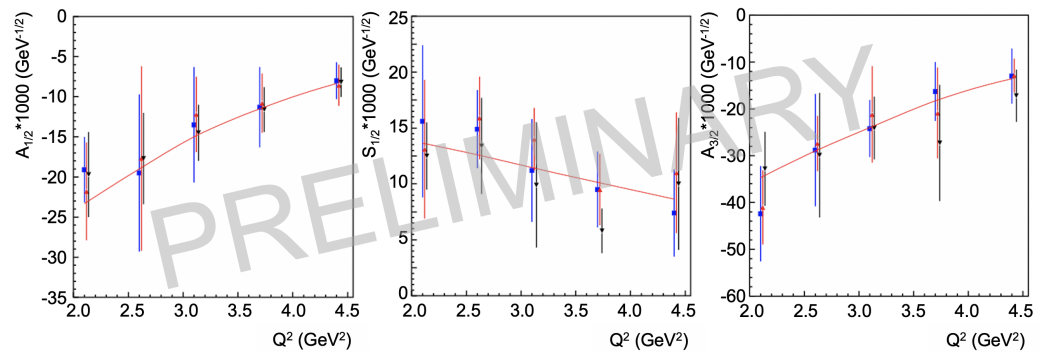 A1/2*1000 (GeV-1/2)
0
-5
-10
-15
-20
-25
-30
-35
2.0 2.5 3.0 3.5 4.0 4.5
Q2 (GeV2)
S1/2*1000 (GeV-1/2)
25
20
15
10
5
0
2.0 2.5 3.0 3.5 4.0 4.5
Q2 (GeV2)
A3/2*1000 (GeV-1/2)
0
-10
-20
-30
-40
-50
-60
2.0 2.5 3.0 3.5 4.0 4.5
Q2 (GeV2)
PRELIMINARY